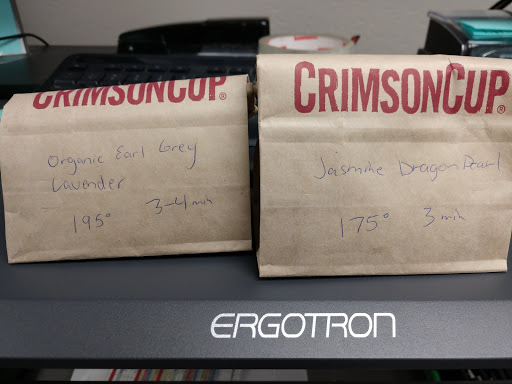 CRIMSONCUP®
Organic Earl Grey
Lavender
195° 3-4 min
CRIMSONCUP®
Jasmine Dragon Pearl
175° 3 min
ERGOTRON